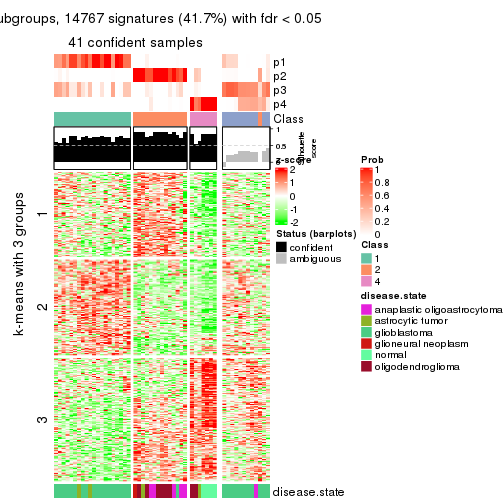 ubgroups, 14767 signatures (41.7%) with fdr < 0.05
41 confident samples
p1
p2
p3
p4
Class
1
0.5
0
Silhouette
score
z-score
2
1
0
-1
-2
Status (barplots)
confident
ambiguous
Prob
1
0.8
0.6
0.4
0.2
0
Class
1
2
4
disease.state
anaplastic oligoastrocytoma
astrocytic tumor
glioblastoma
glioneural neoplasm
normal
oligodendroglioma
k-means with 3 groups
1
2
3
disease.state